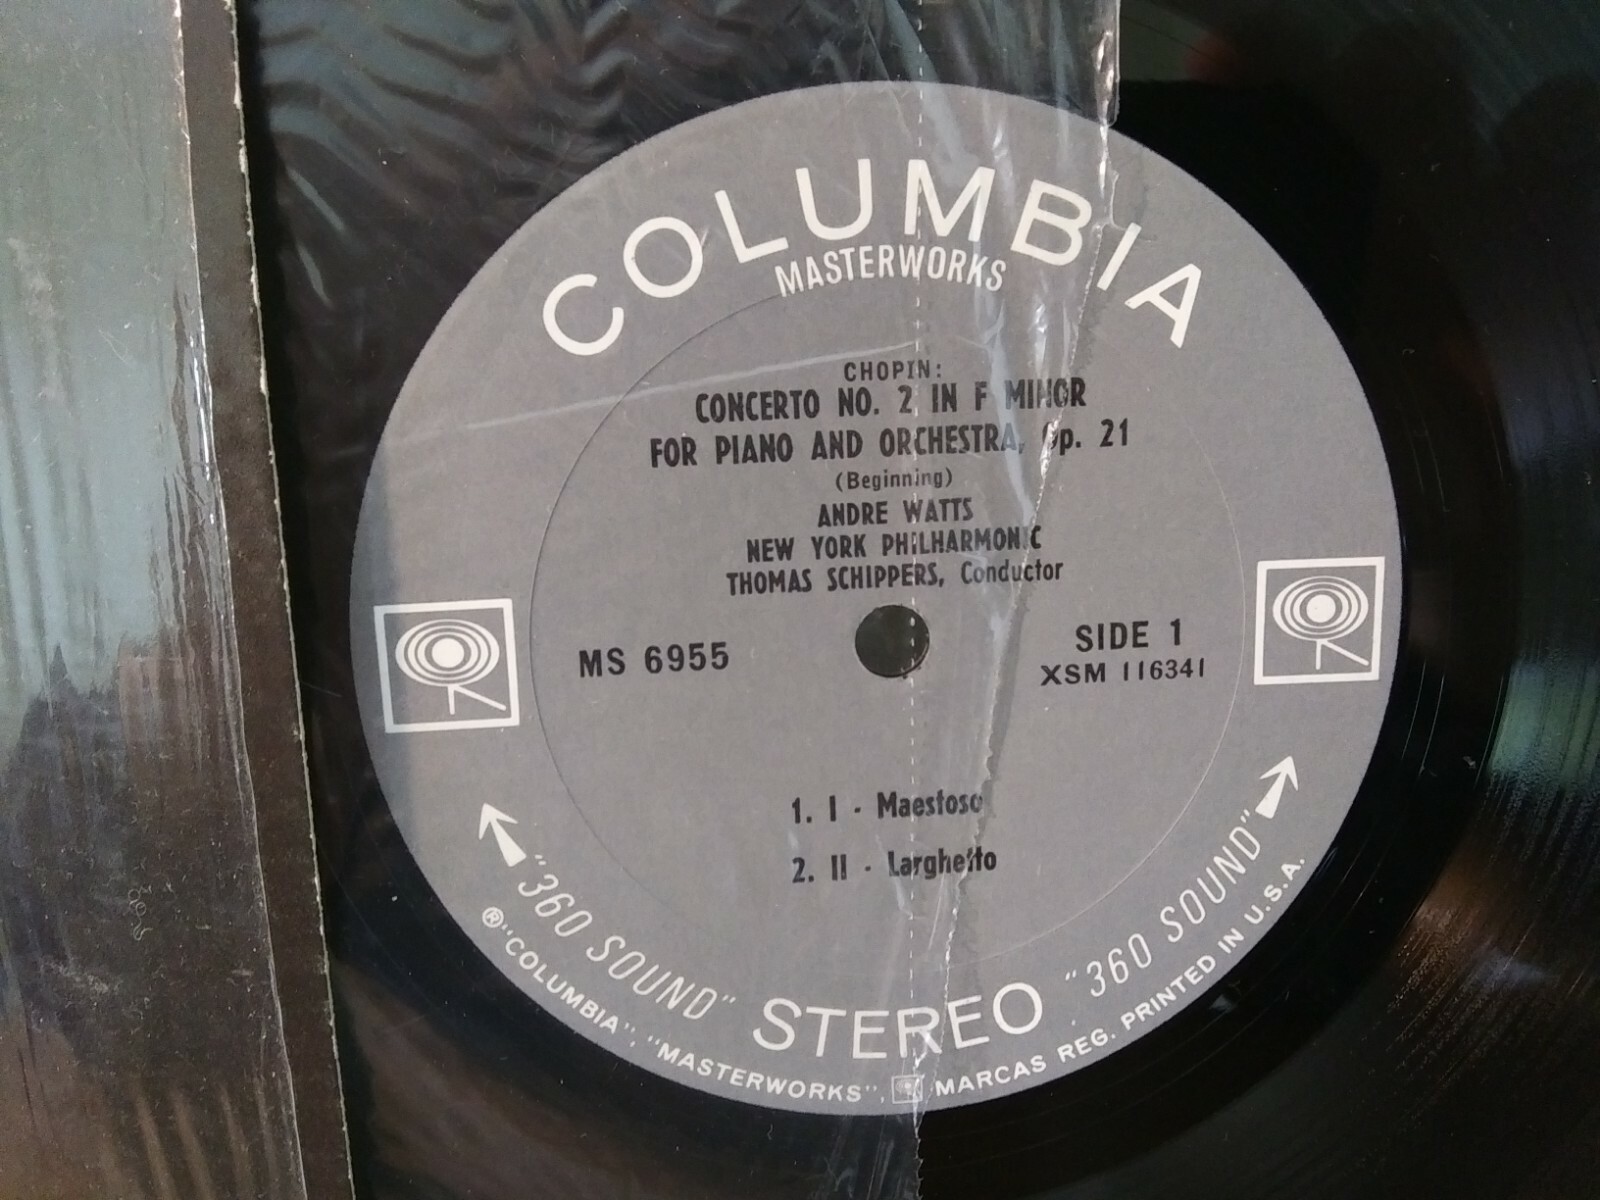 COLUMBIA
MASTERWORKS
CHOPIN:
CONCERTO NO. 2 IN F MINOR
FOR PIANO AND ORCHESTRA, Op. 21
(Beginning)
ANDRE WATTS
NEW YORK PHILHARMONIC
THOMAS SCHIPPERS, Conductor
MS 6955
SIDE 1
XSM 116341
1. I - Maestoso
2. II - Larghetto
"360 SOUND" STEREO "360 SOUND"
® "COLUMBIA", "MASTERWORKS", MARCAS REG. PRINTED IN U.S.A.